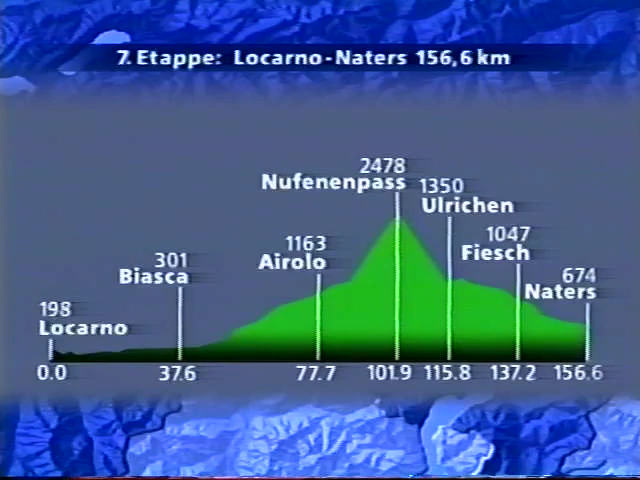 7. Etappe: Locarno-Naters 156,6 km
2478
Nufenenpass
1350
Ulrichen
1163
Airolo
1047
Fiesch
301
Biasca
674
Naters
198
Locarno
0.0 37.6 77.7 101.9 115.8 137.2 156.6